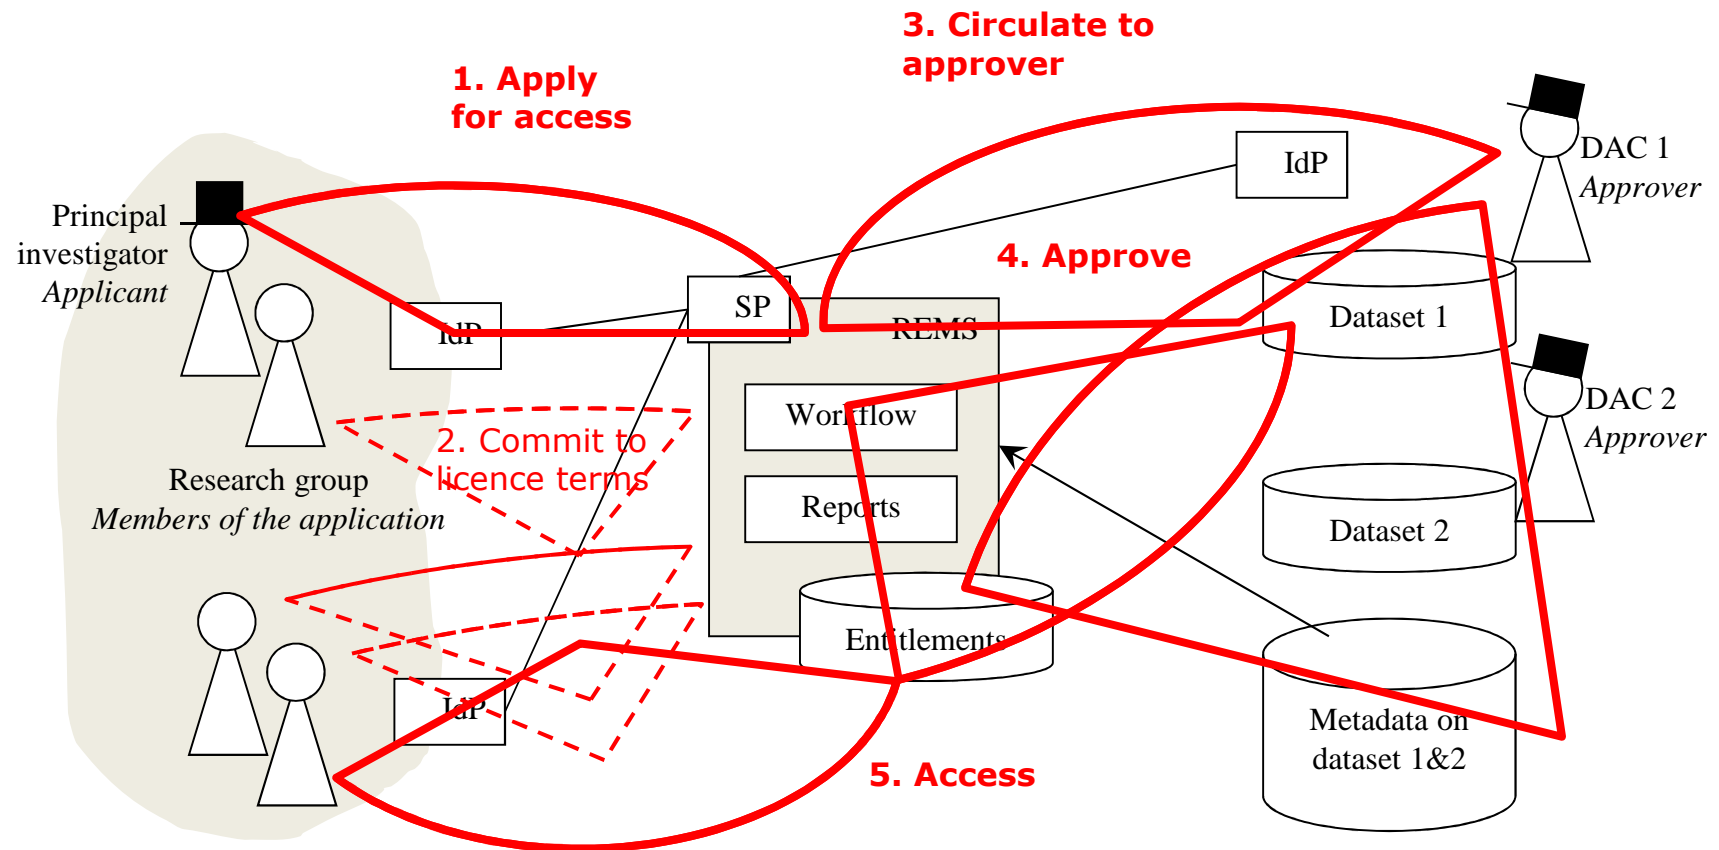 3. Circulate to
approver
1. Apply
for access
IdP
DAC 1
Approver
Principal
investigator
Applicant
4. Approve
SP
IdP
REMS
Dataset 1
Workflow
DAC 2
Approver
2. Commit to
licence terms
Research group
Members of the application
Reports
Dataset 2
Entitlements
IdP
Metadata on
dataset 1&2
5. Access